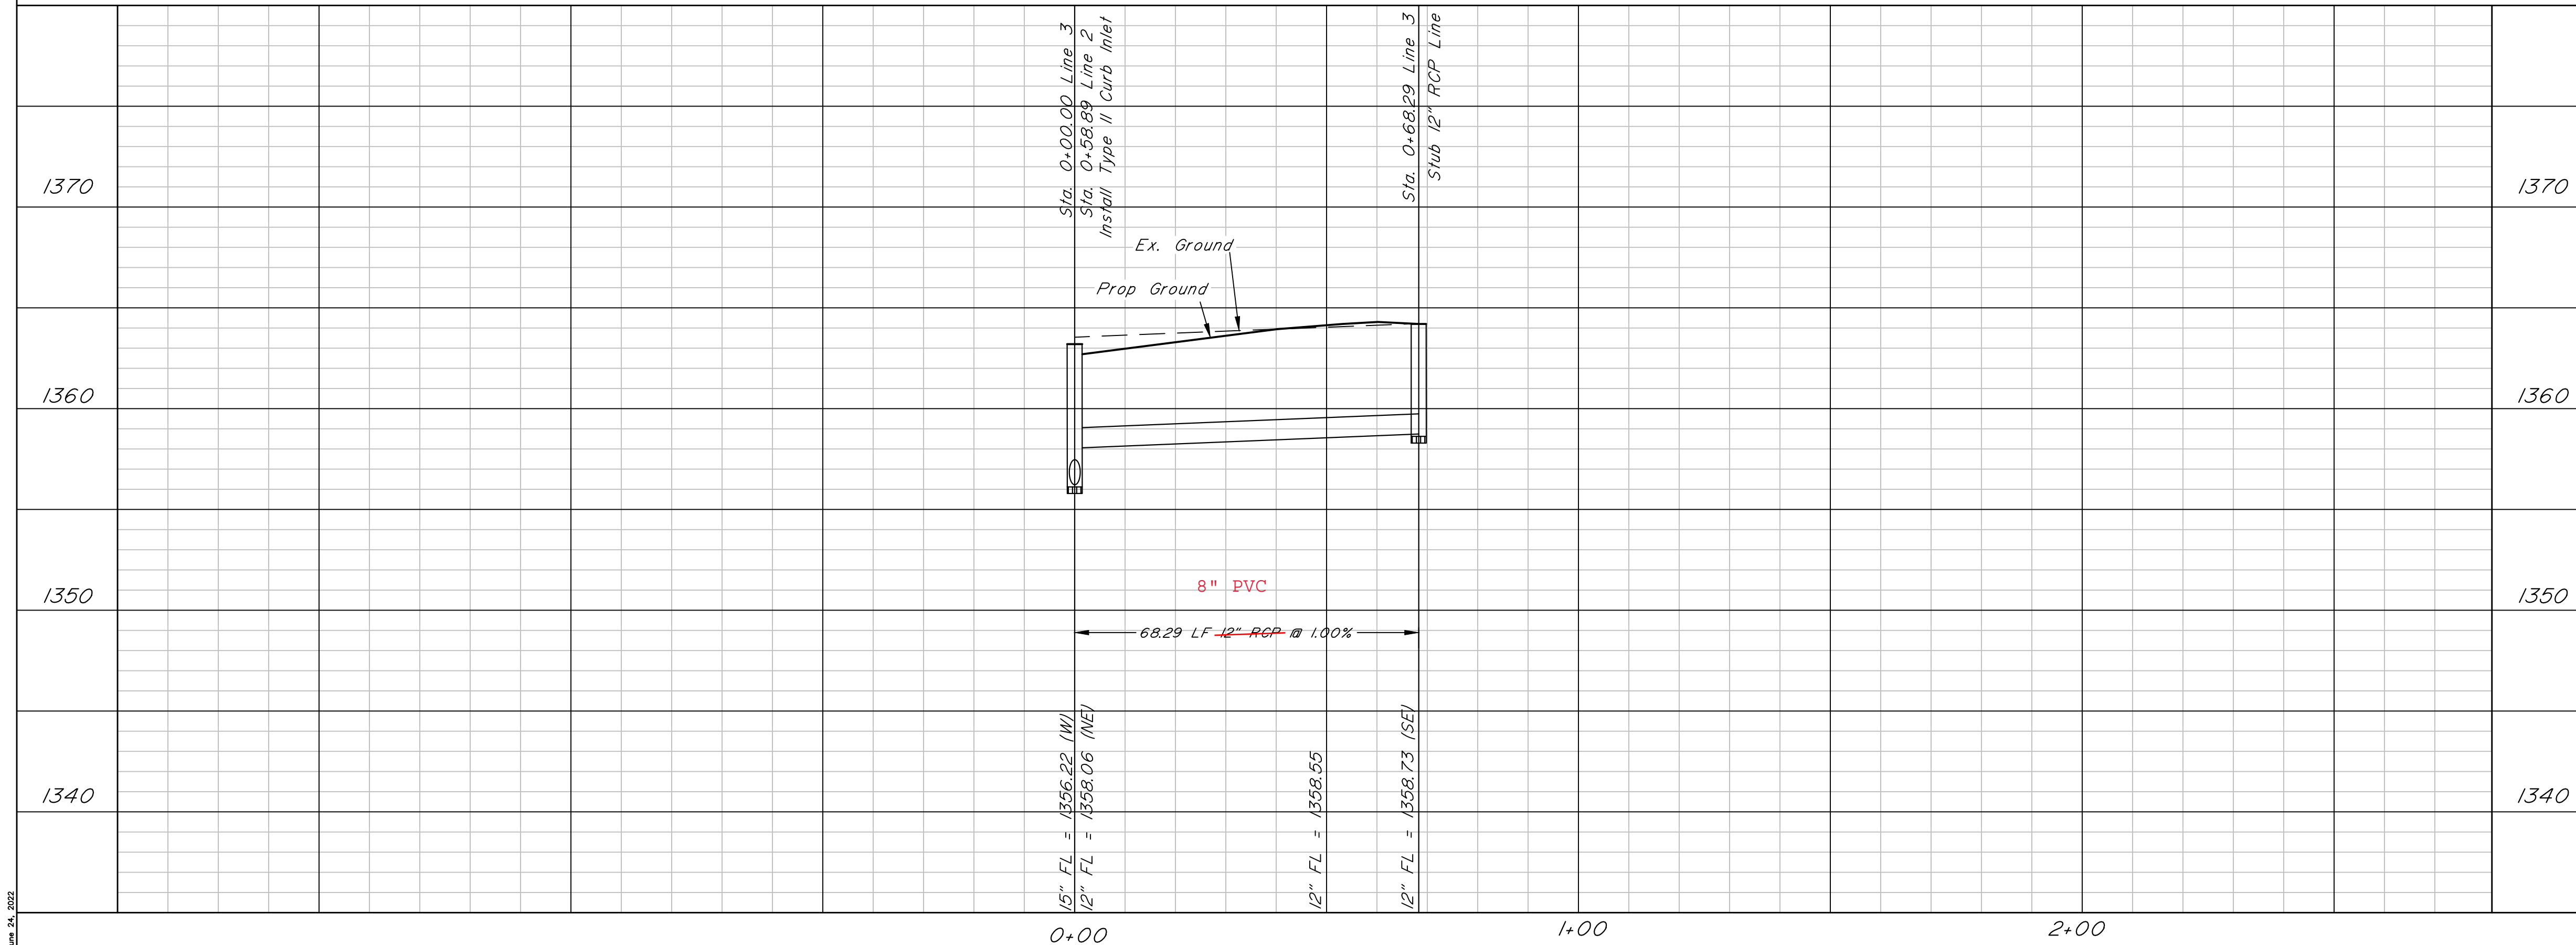 Sta. 0+00.00 Line 3
Sta. 0+58.89 Line 2
Install Type II Curb Inlet
Sta. 0+68.29 Line 3
Stub 12" RCP Line
1370
1370
Ex. Ground
Prop Ground
1360
1360
8" PVC
1350
1350
68.29 LF 12" RCP @ 1.00%
15" FL = 1356.22 (W)
12" FL = 1358.06 (NE)
12" FL = 1358.55
12" FL = 1358.73 (SE)
1340
1340
24, 2022
0+00
1+00
2+00